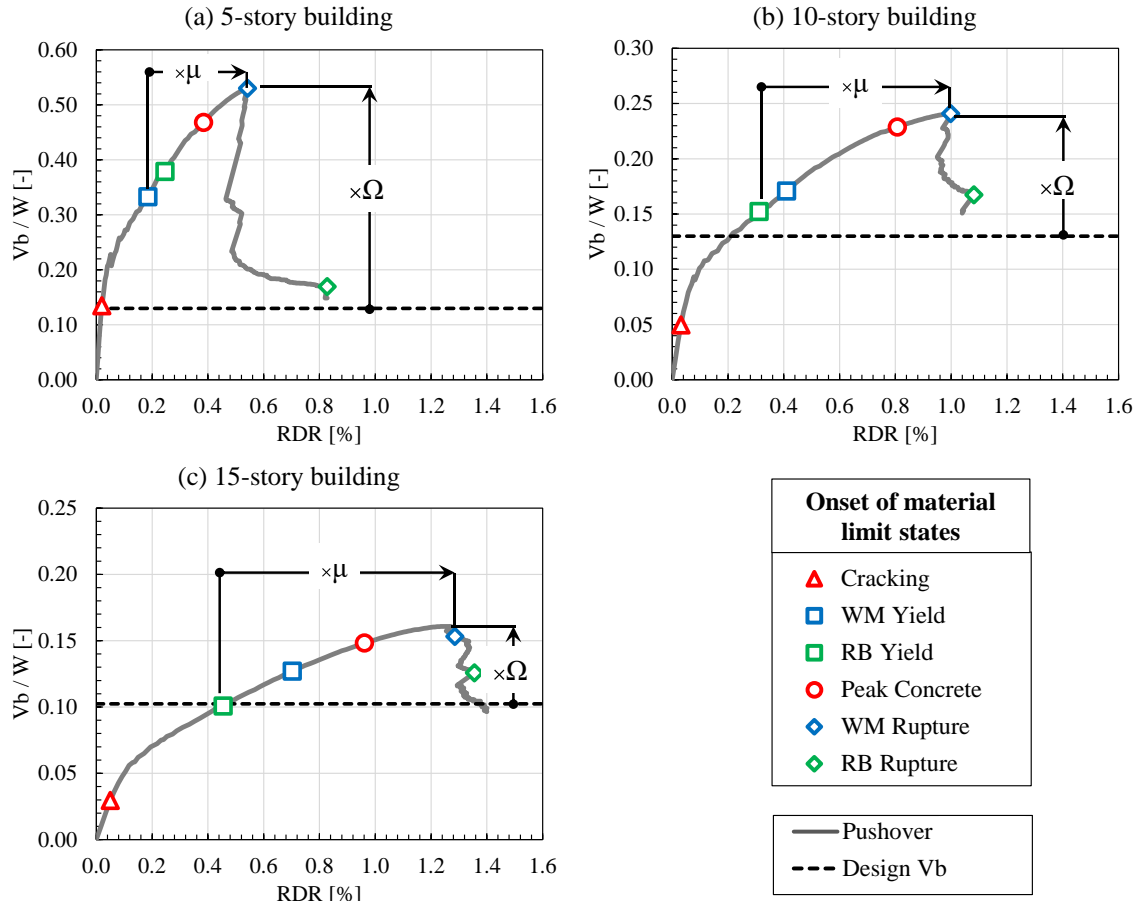 (a) 5-story building
0.60
0.50
0.40
0.30
0.20
0.10
0.00
Vb / W [-]
×μ
×Ω
0.0 0.2 0.4 0.6 0.8 1.0 1.2 1.4 1.6
RDR [%]
(b) 10-story building
0.30
0.25
0.20
0.15
0.10
0.05
0.00
Vb / W [-]
×μ
×Ω
0.0 0.2 0.4 0.6 0.8 1.0 1.2 1.4 1.6
RDR [%]
(c) 15-story building
0.25
0.20
0.15
0.10
0.05
0.00
Vb / W [-]
×μ
×Ω
0.0 0.2 0.4 0.6 0.8 1.0 1.2 1.4 1.6
RDR [%]
Onset of material
limit states
Cracking
WM Yield
RB Yield
Peak Concrete
WM Rupture
RB Rupture
Pushover
Design Vb